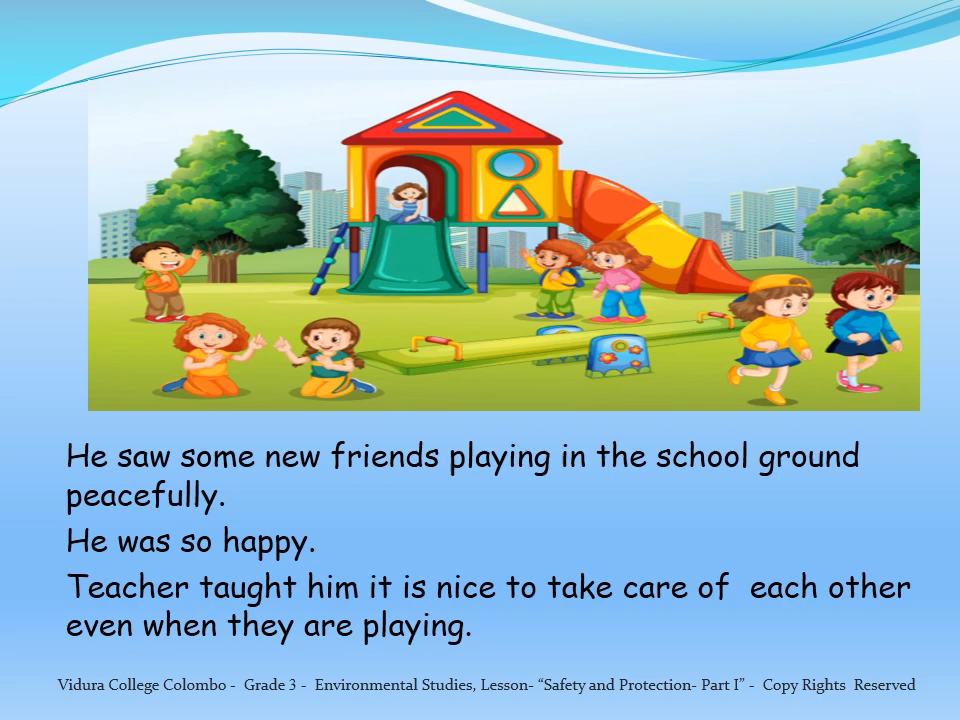 He saw some new friends playing in the school ground
peacefully.
He was so happy.
Teacher taught him it is nice to take care of  each other
even when they are playing.
Vidura College Colombo -  Grade 3 -  Environmental Studies, Lesson- “Safety and Protection- Part I” -  Copy Rights  Reserved